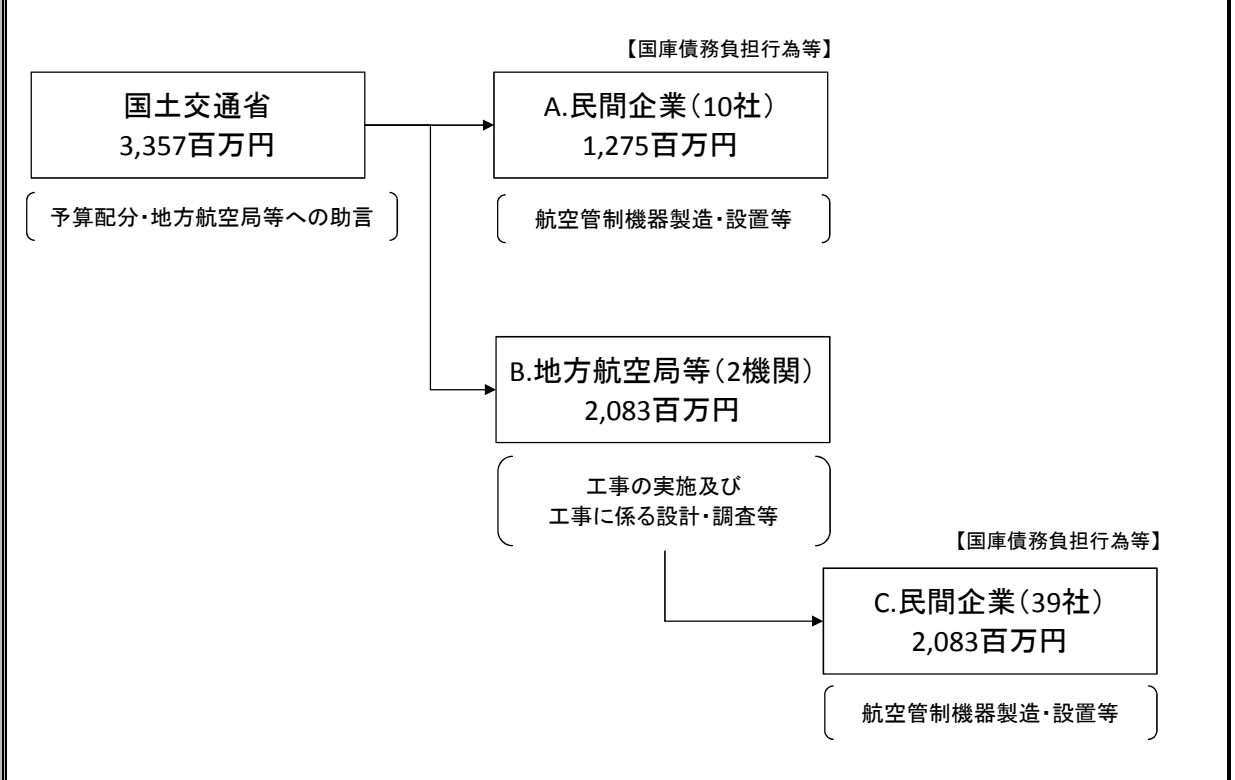 【国庫債務負担行為等】
国土交通省
3,357百万円
A.民間企業(10社)
1,275百万円
予算配分・地方航空局等への助言
航空管制機器製造・設置等
B.地方航空局等(2機関)
2,083百万円
工事の実施及び
工事に係る設計・調査等
【国庫債務負担行為等】
C.民間企業(39社)
2,083百万円
航空管制機器製造・設置等